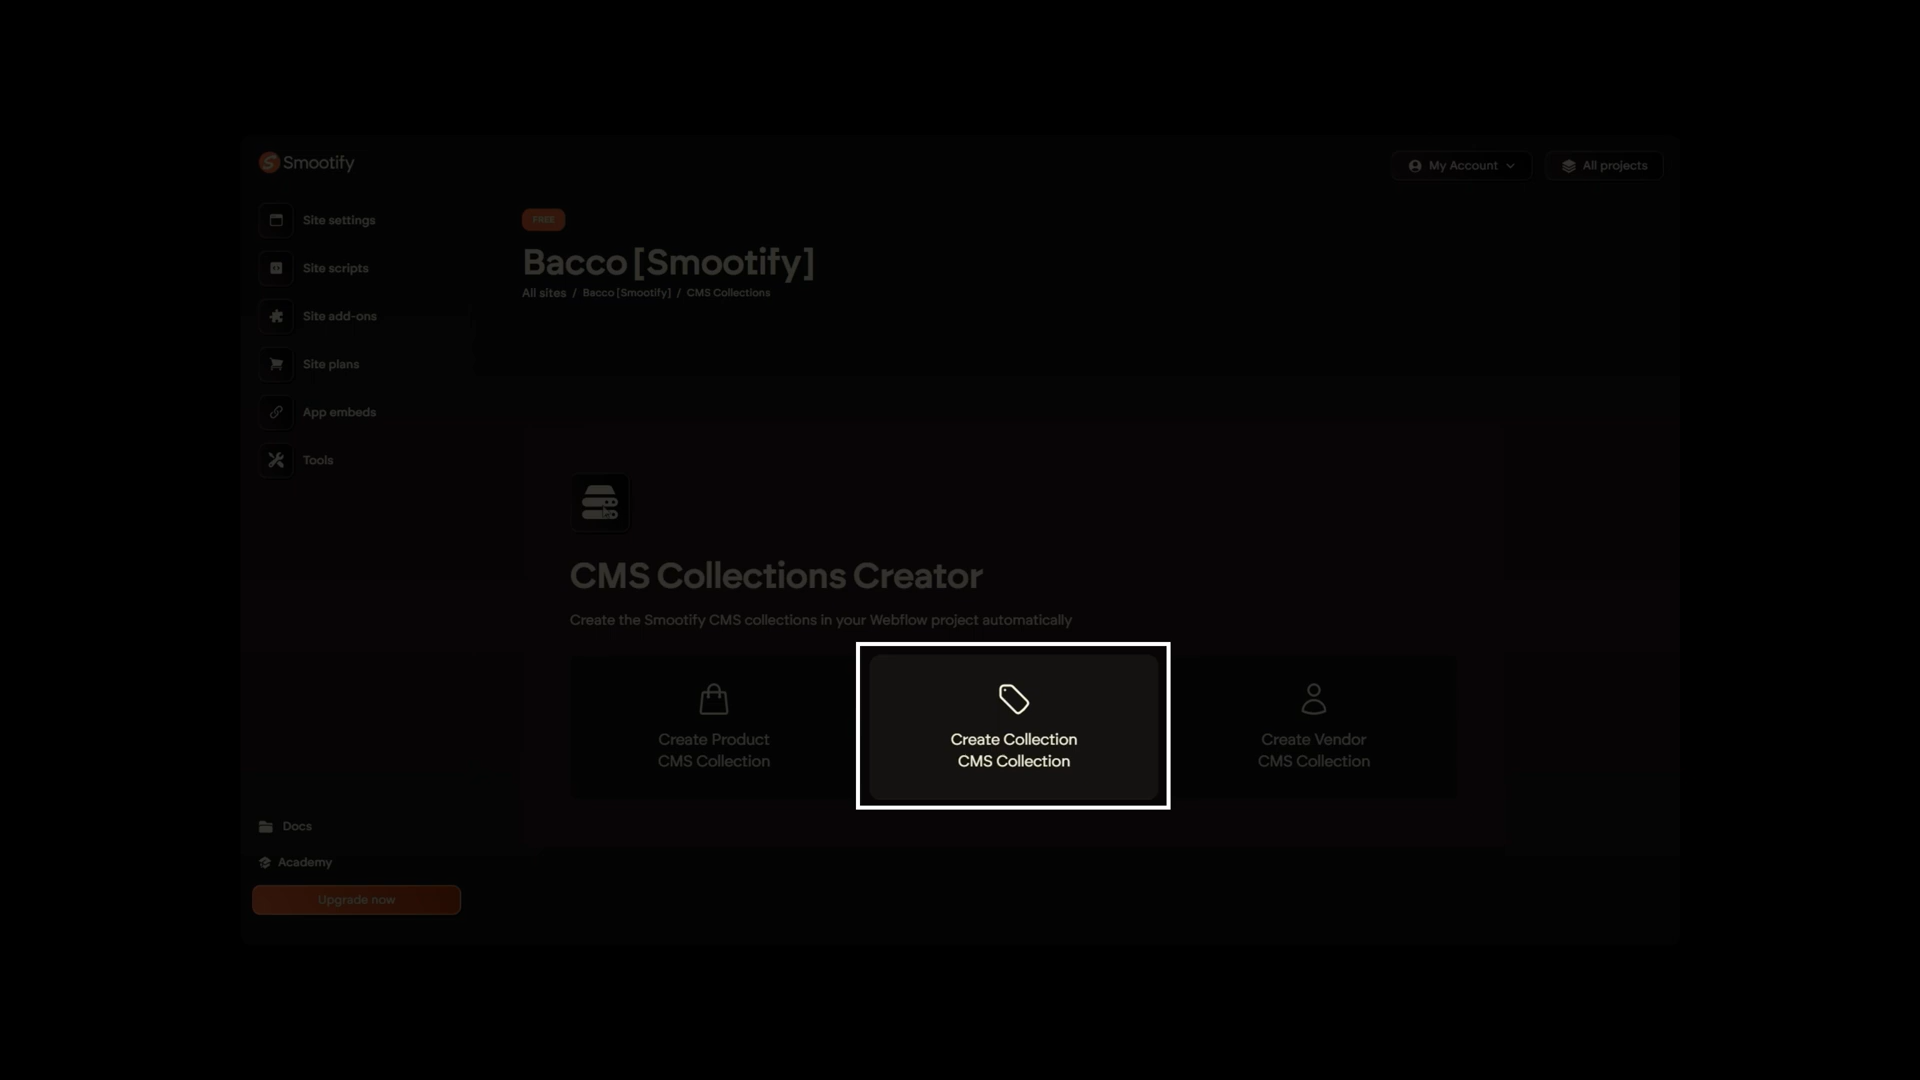 Smootify
My Account
All projects
Site settings
Site scripts
Site add-ons
Site plans
App embeds
Tools
FREE
Bacco [Smootify]
All sites / Bacco [Smootify] / CMS Collections
CMS Collections Creator
Create the Smootify CMS collections in your Webflow project automatically
Create Product
CMS Collection
Create Collection
CMS Collection
Create Vendor
CMS Collection
Docs
Academy
Upgrade now